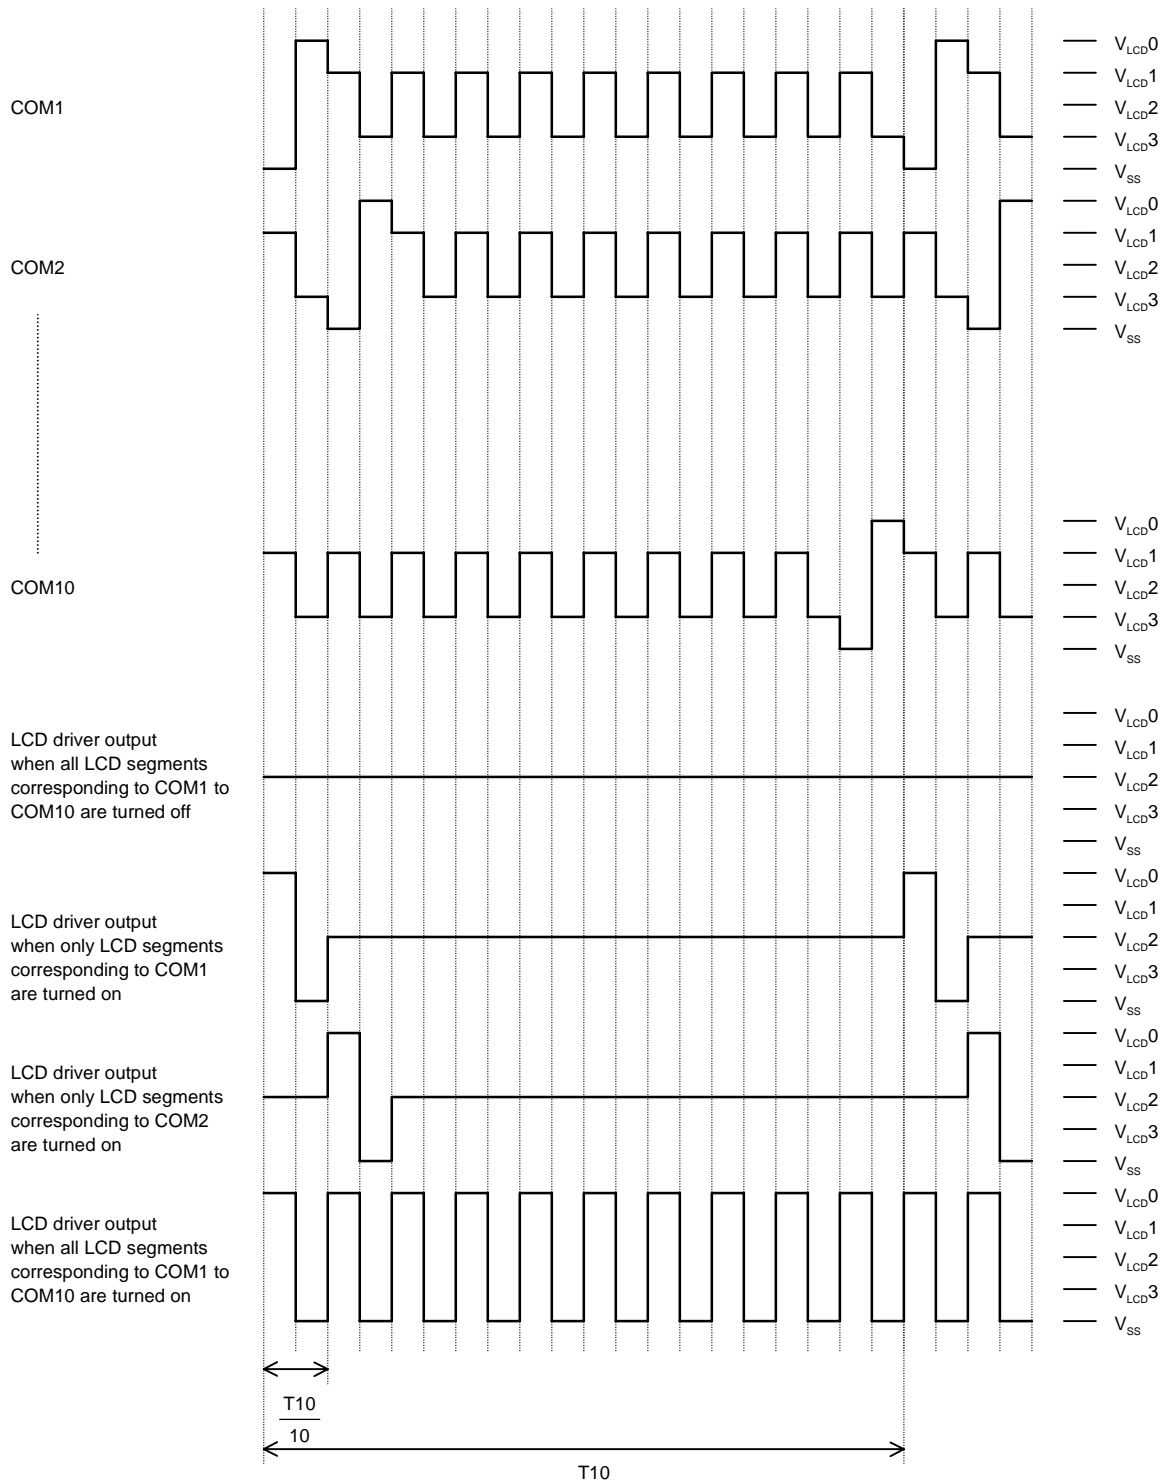 COM1
VLCD0
VLCD1
VLCD2
VLCD3
VSS
COM2
VLCD0
VLCD1
VLCD2
VLCD3
VSS
COM10
VLCD0
VLCD1
VLCD2
VLCD3
VSS
LCD driver output
when all LCD segments
corresponding to COM1 to
COM10 are turned off
VLCD0
VLCD1
VLCD2
VLCD3
VSS
LCD driver output
when only LCD segments
corresponding to COM1
are turned on
VLCD0
VLCD1
VLCD2
VLCD3
VSS
LCD driver output
when only LCD segments
corresponding to COM2
are turned on
VLCD0
VLCD1
VLCD2
VLCD3
VSS
LCD driver output
when all LCD segments
corresponding to COM1 to
COM10 are turned on
VLCD0
VLCD1
VLCD2
VLCD3
VSS
T10
10
T10